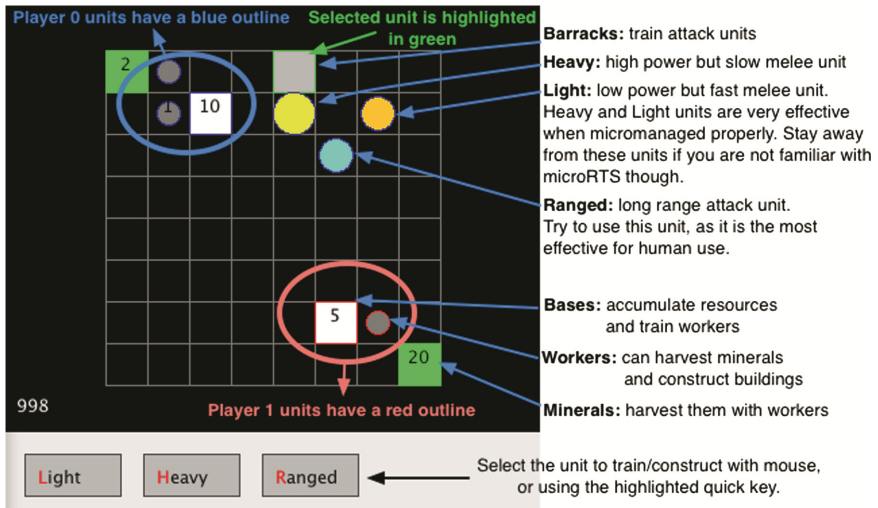 Player 0 units have a blue outline
Selected unit is highlighted
in green
Barracks: train attack units
Heavy: high power but slow melee unit
Light: low power but fast melee unit.
Heavy and Light units are very effective
when micromanaged properly. Stay away
from these units if you are not familiar with
microRTS though.
Ranged: long range attack unit.
Try to use this unit, as it is the most
effective for human use.
Bases: accumulate resources
and train workers
Workers: can harvest minerals
and construct buildings
Minerals: harvest them with workers
2
1
10
5
20
998
Player 1 units have a red outline
Light
Heavy
Ranged
Select the unit to train/construct with mouse,
or using the highlighted quick key.